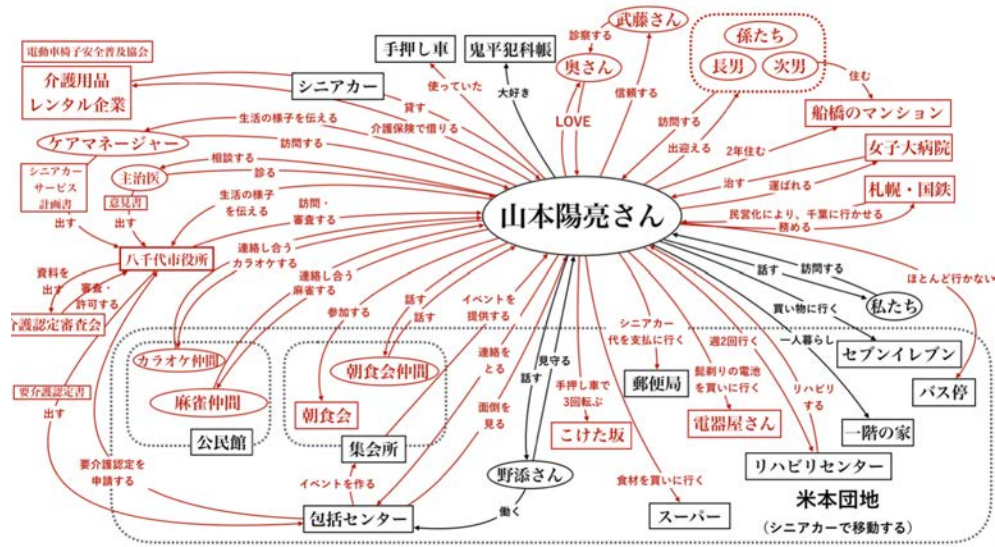 電動車椅子安全普及協会
介護用品
レンタル企業
シニアカー
手押し車
鬼平犯科帳
武藤さん
診察する
奥さん
孫たち
長男
次男
住む
船橋のマンション
使っていた
大好き
信頼する
貸す
介護保険で借りる
LOVE
訪問する
出迎える
2年住む
生活の様子を伝える
ケアマネージャー
訪問する
女子大病院
相談する
主治医
診る
治す
運ばれる
シニアカー
サービス
計画書
意見書
札幌・国鉄
出す
出す
生活の様子
を伝える
訪問・
審査する
山本陽亮さん
民営化により、千葉に行かせる
務める
八千代市役所
連絡し合う
カラオケする
連絡し合う
麻雀する
話す
訪問する
ほとんど行かない
資料を
出す
審査・
許可する
私たち
介護認定審査会
参加する
話す
話す
イベントを
提供する
シニアカー
代を支払に行く
買い物に行く
一人暮らし
カラオケ仲間
朝食会仲間
連絡を
とる
見守る
話す
週2回行く
セブンイレブン
郵便局
髭剃りの電池
を買いに行く
リハビリ
する
バス停
要介護認定書
出す
麻雀仲間
朝食会
面倒を
見る
手押し車で
3回転ぶ
こけた坂
電器屋さん
一階の家
公民館
集会所
要介護認定を
申請する
イベントを作る
野添さん
食材を買いに行く
リハビリセンター
包括センター
働く
スーパー
米本団地
(シニアカーで移動する)